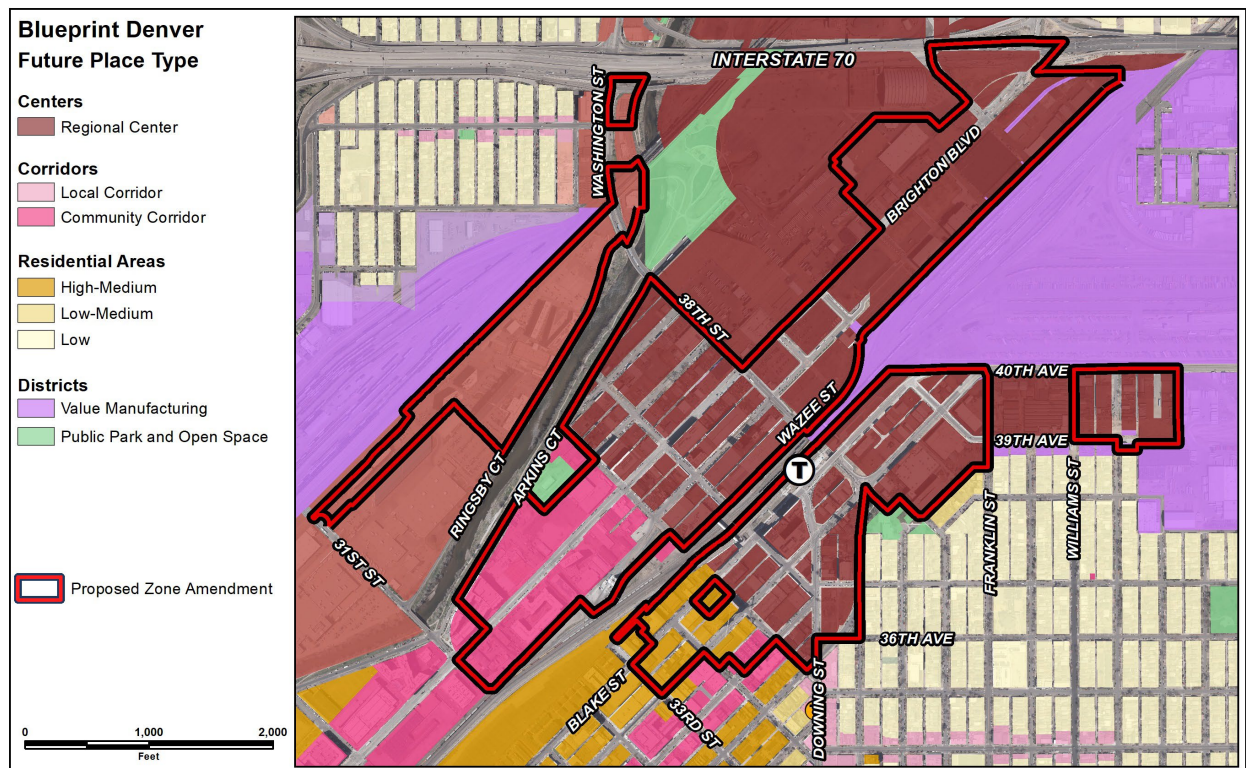 Blueprint Denver
Future Place Type
Centers
Regional Center
Corridors
Local Corridor
Community Corridor
Residential Areas
High-Medium
Low-Medium
Low
Districts
Value Manufacturing
Public Park and Open Space
Proposed Zone Amendment
0 1,000 2,000
Feet
INTERSTATE 70
WASHINGTON ST
BRIGHTON BLVD
38TH ST
40TH AVE
WAZEE ST
39TH AVE
T
ARKINS CT
RINGSBY CT
WILLIAMS ST
FRANKLIN ST
31ST ST
36TH AVE
BLAKE ST
33RD ST
DOWNING ST